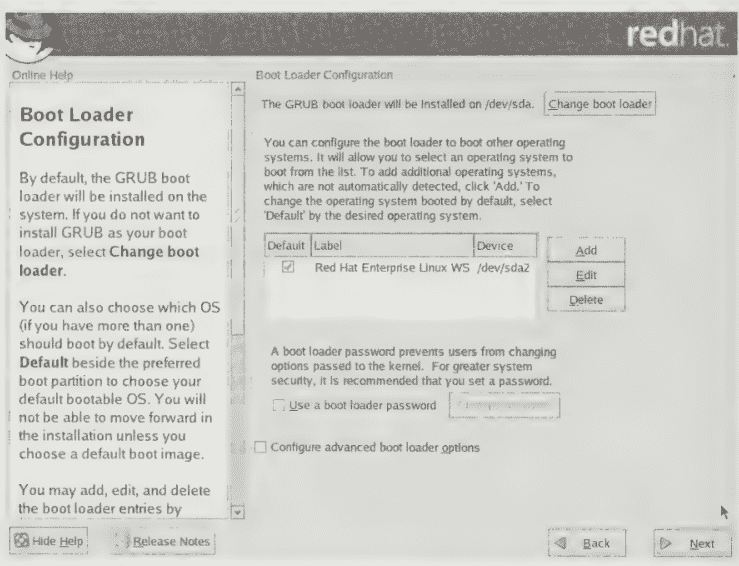 redhat.
Online Help
Boot Loader
Configuration
By default, the GRUB boot
loader will be installed on the
system. If you do not want to
install GRUB as your boot
loader, select Change boot
loader.
You can also choose which OS
(if you have more than one)
should boot by default. Select
Default beside the preferred
boot partition to choose your
default bootable OS. You will
not be able to move forward in
the installation unless you
choose a default boot image.
You may add, edit, and delete
the boot loader entries by
Boot Loader Configuration
The GRUB boot loader will be installed on /dev/sda.
Change boot loader
You can configure the boot loader to boot other operating
systems. It will allow you to select an operating system to
boot from the list. To add additional operating systems,
which are not automatically detected, click 'Add.' To
change the operating system booted by default, select
'Default' by the desired operating system.
Default Label Device
Red Hat Enterprise Linux WS /dev/sda2
Add
Edit
Delete
A boot loader password prevents users from changing
options passed to the kernel. For greater system
security, it is recommended that you set a password.
Use a boot loader password
Configure advanced boot loader options
Hide Help
Release Notes
Back
Next